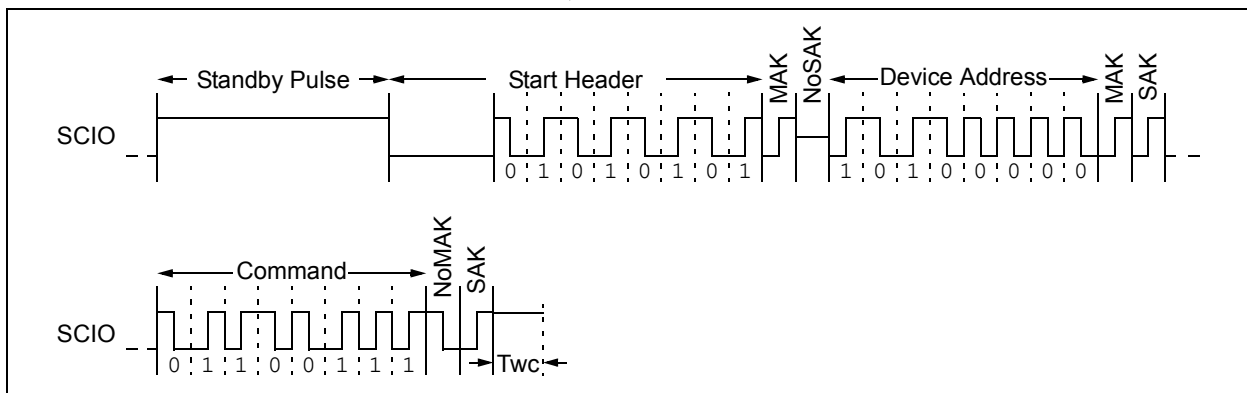 Standby Pulse Start Header MAK NoSAK Device Address MAK SAK
SCIO
0 1 0 1 0 1 0 1 1 0 1 0 0 0 0 0
Command NoMAK SAK
SCIO
0 1 1 0 0 1 1 1 Twc